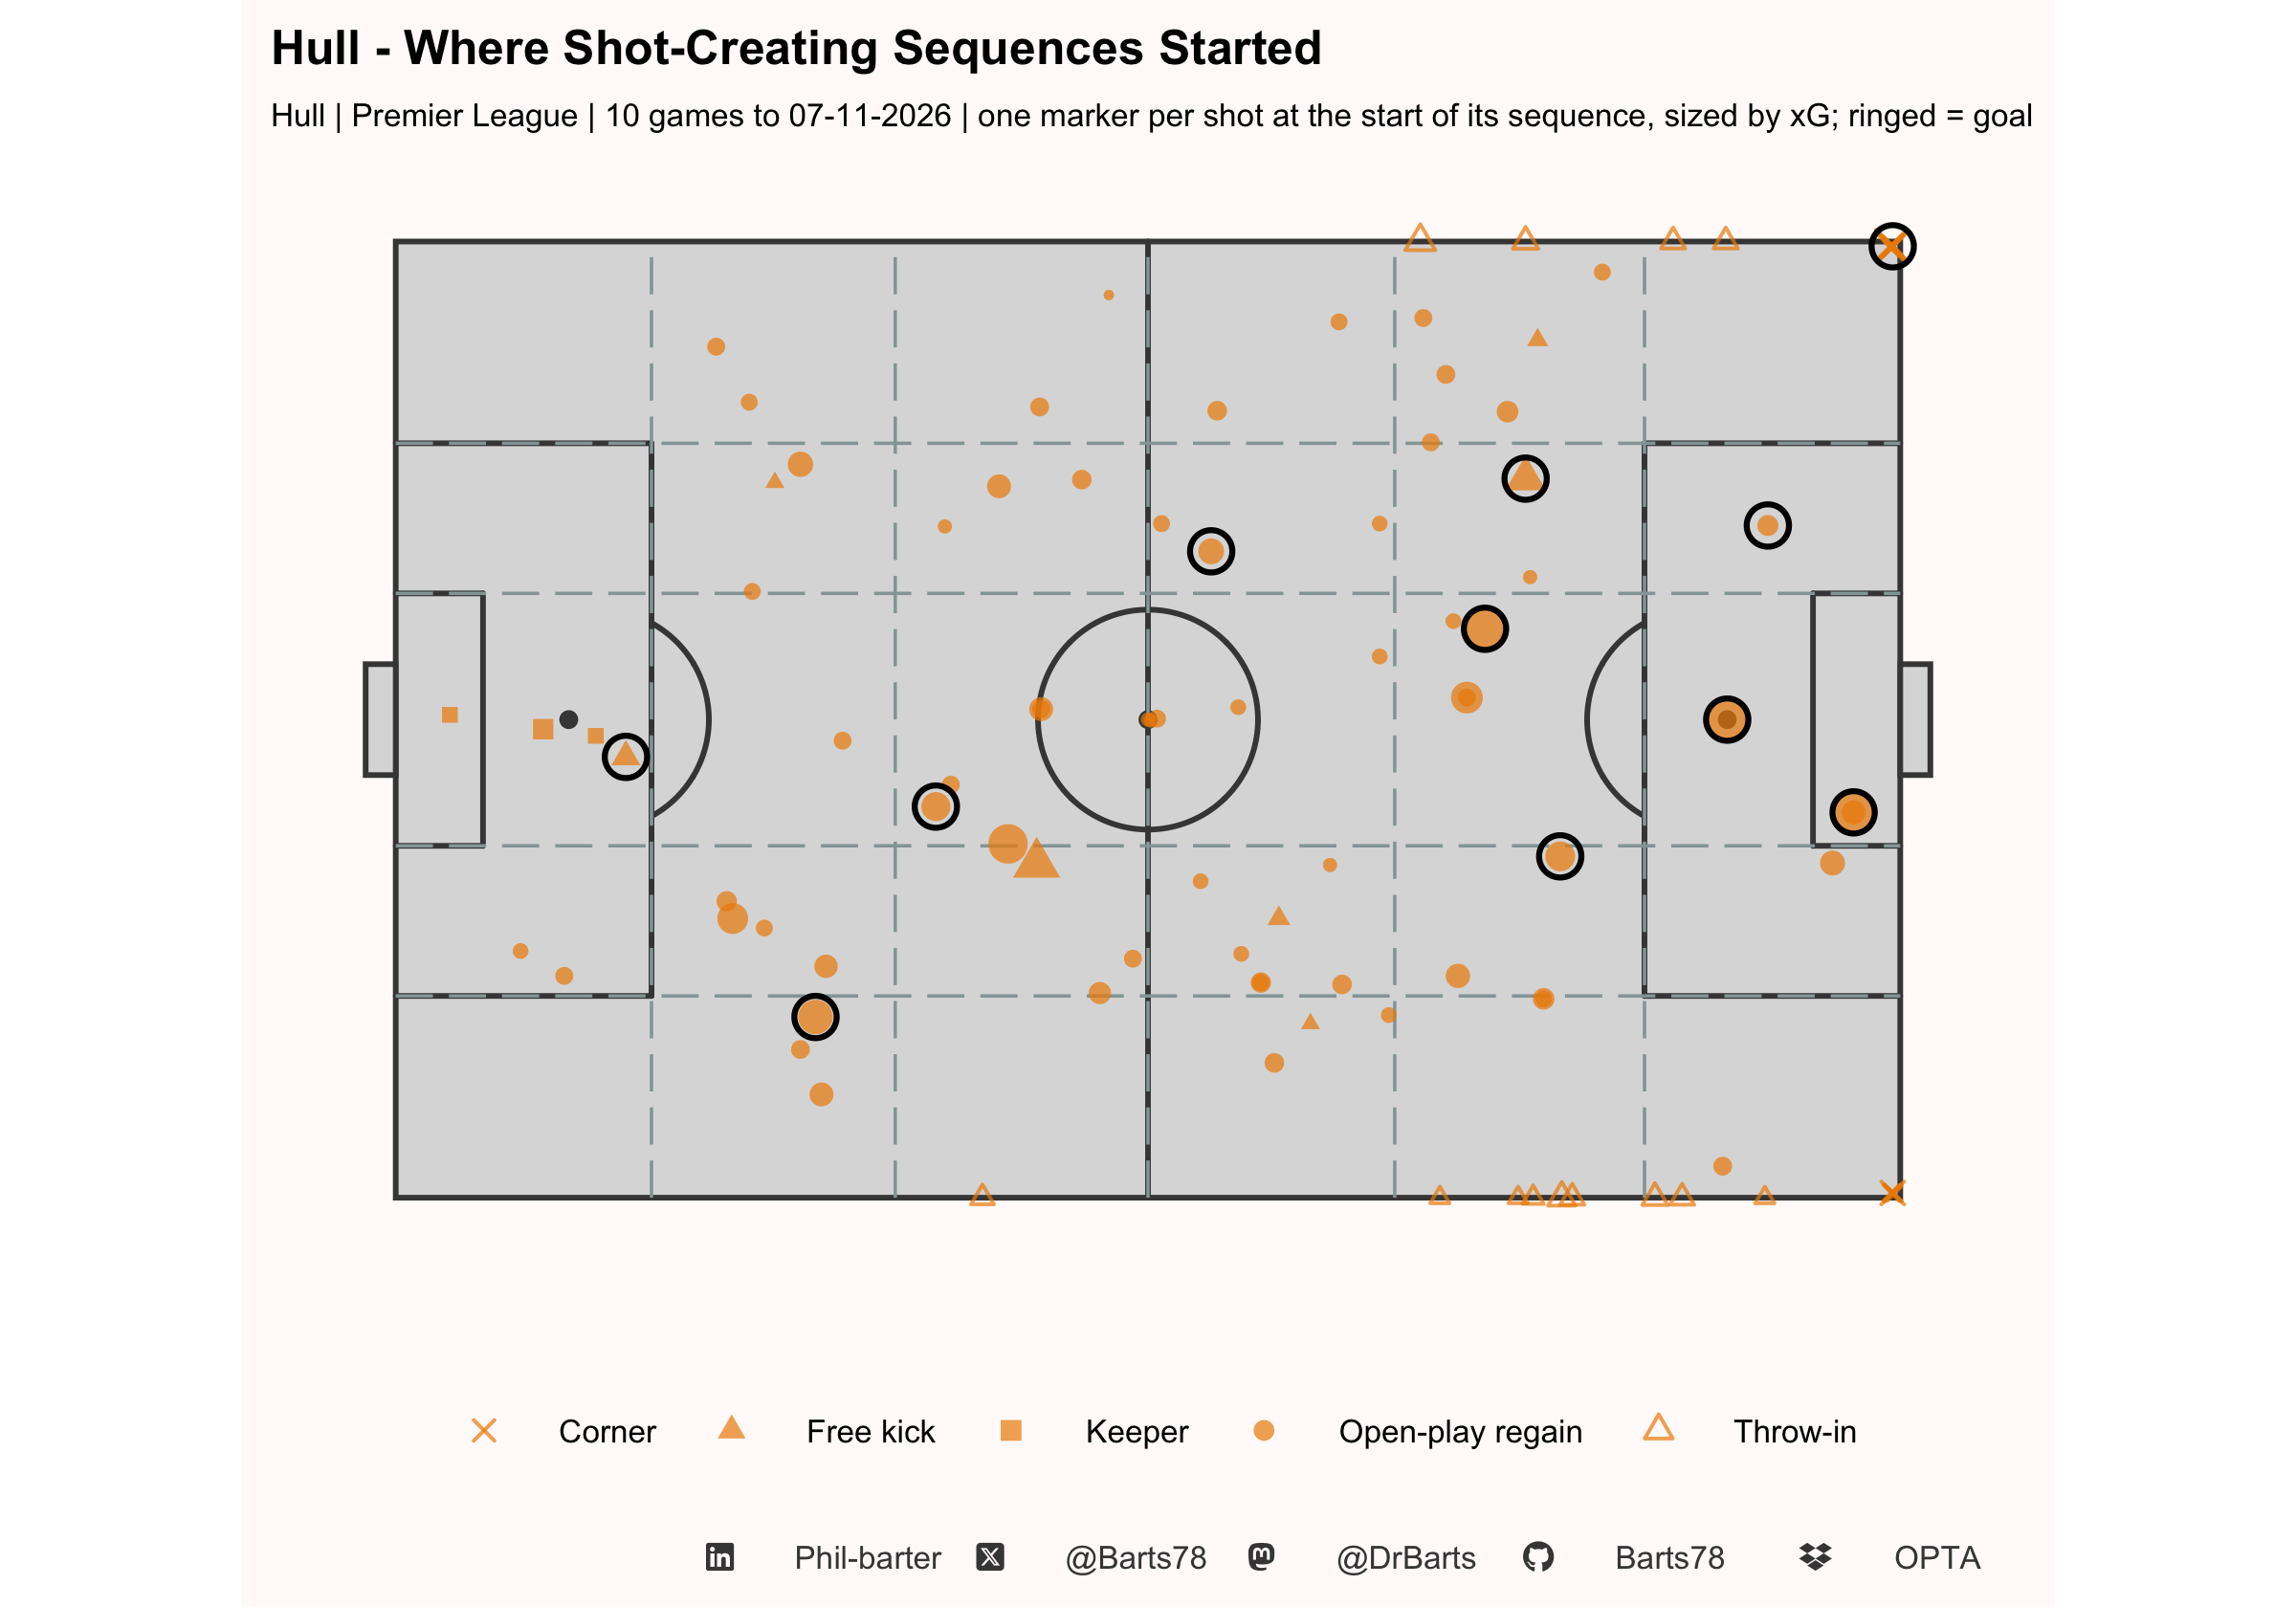 Hull - Where Shot-Creating Sequences Started
Hull | Premier League | 10 games to 07-11-2026 | one marker per shot at the start of its sequence, sized by xG; ringed = goal
Corner Free kick Keeper Open-play regain Throw-in
Phil-barter @Barts78 @DrBarts Barts78 OPTA